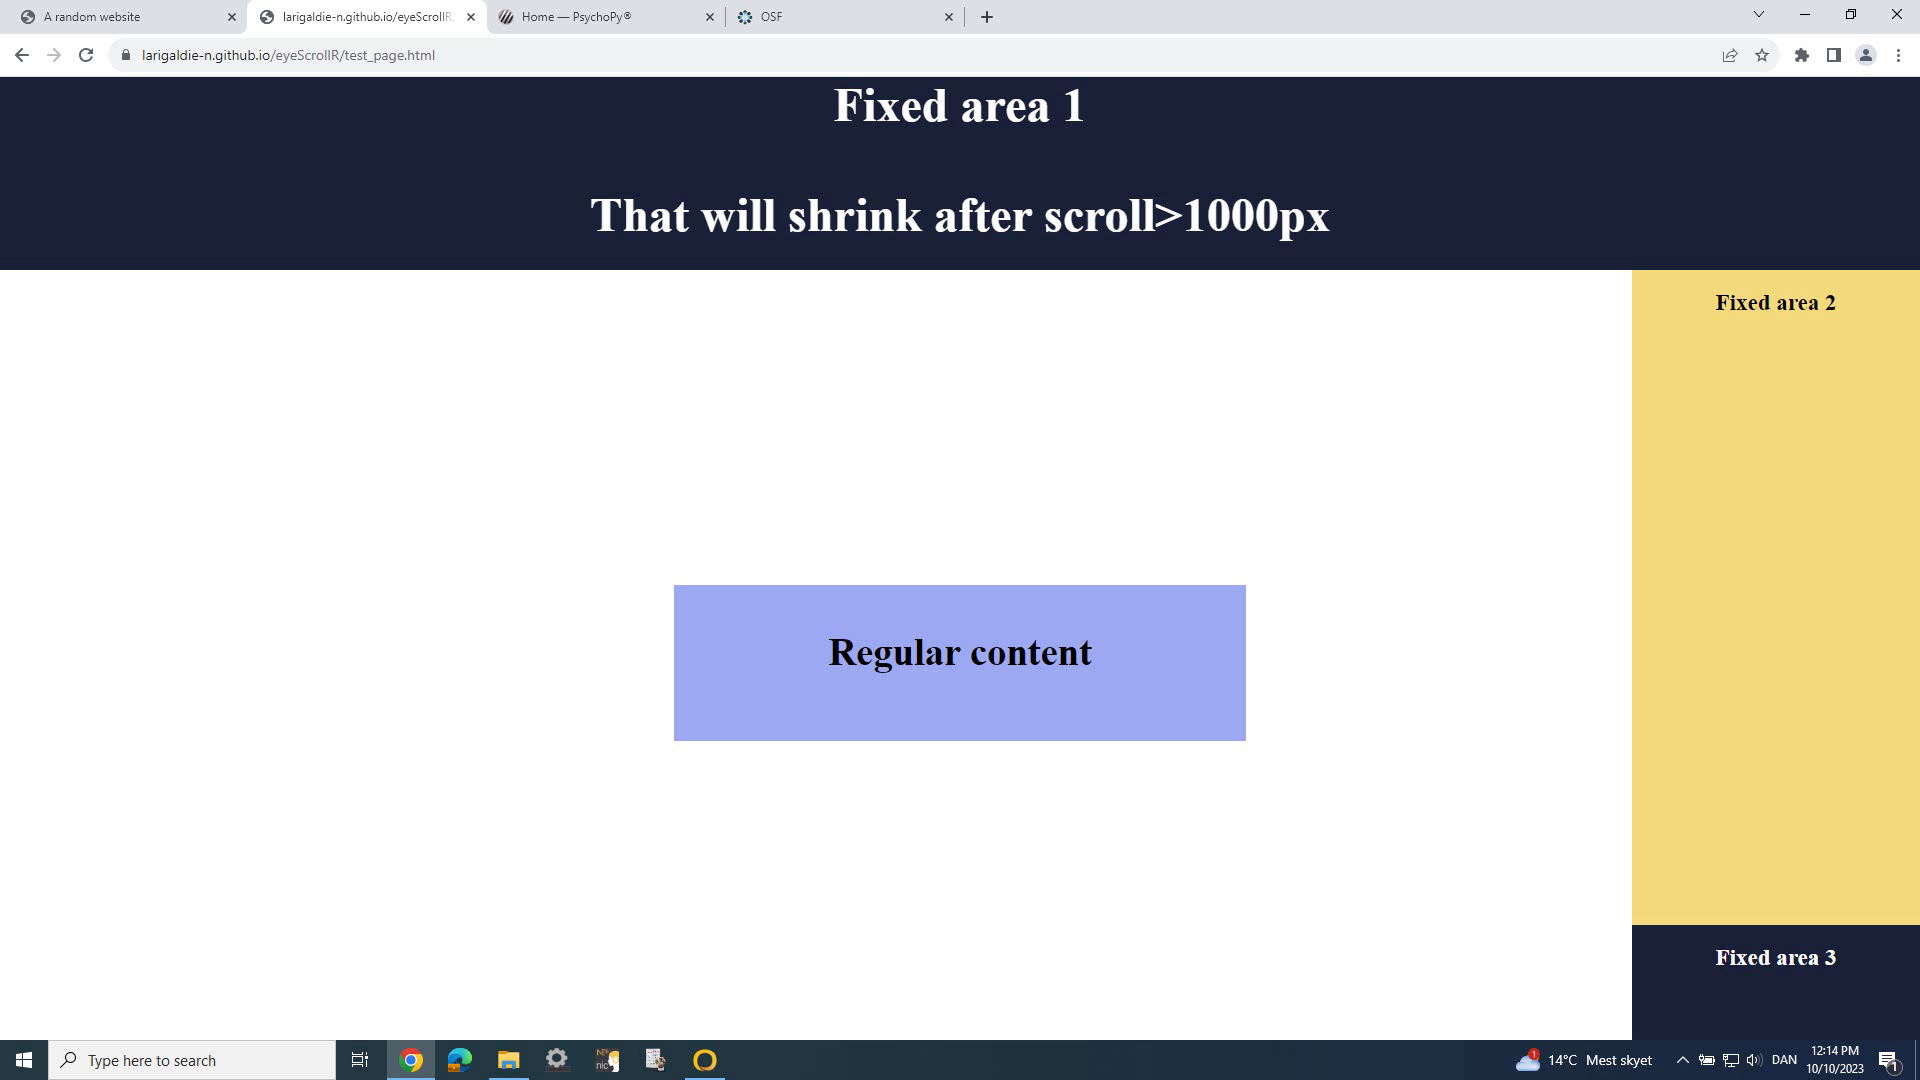 A random website
larigaldie-n.github.io/eyeScrollR
Home — PsychoPy®
OSF
larigaldie-n.github.io/eyeScrollR/test_page.html
Fixed area 1
That will shrink after scroll>1000px
Fixed area 2
Regular content
Fixed area 3
Type here to search
1
14°C Mest skyet
DAN
12:14 PM
10/10/2023
1